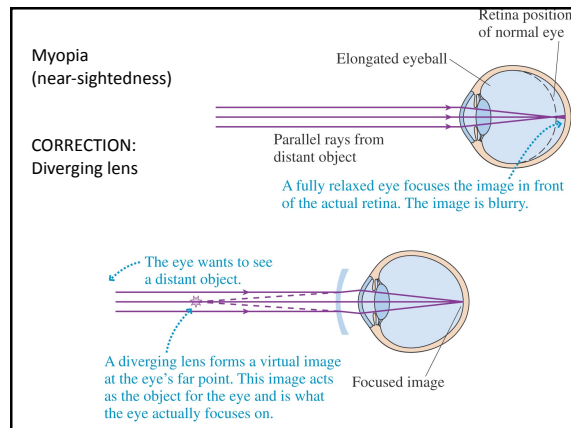 Myopia
(near-sightedness)
CORRECTION:
Diverging lens
Retina position
of normal eye
Elongated eyeball
Parallel rays from
distant object
A fully relaxed eye focuses the image in front
of the actual retina. The image is blurry.
The eye wants to see
a distant object.
A diverging lens forms a virtual image
at the eye's far point. This image acts
as the object for the eye and is what
the eye actually focuses on.
Focused image